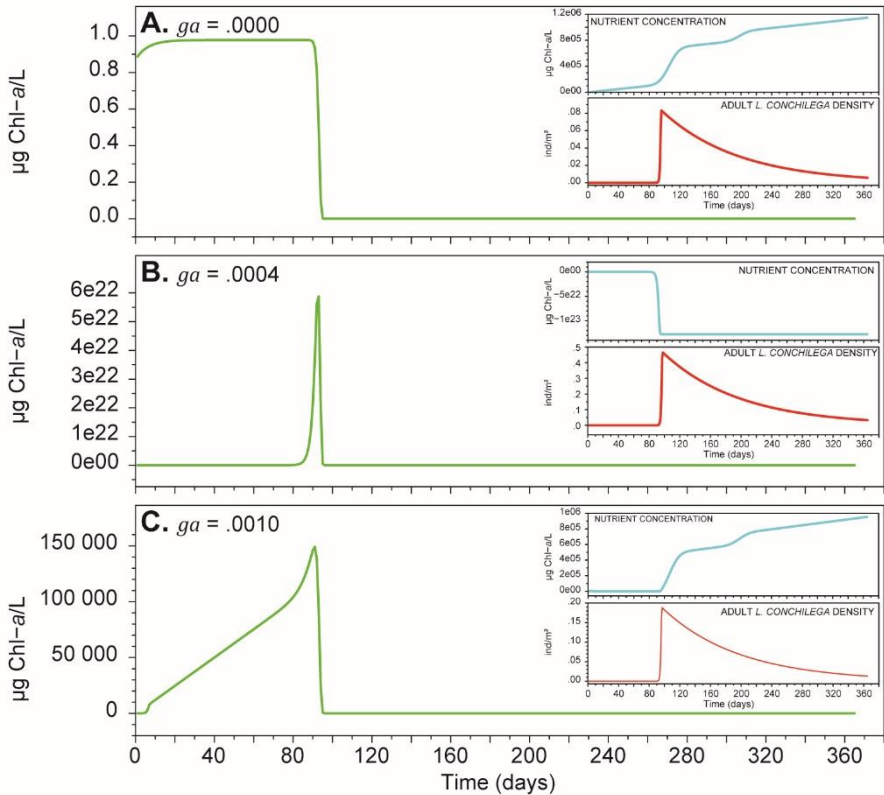 A. ga = .0000
µg Chl–a/L
1.0
0.8
0.6
0.4
0.2
0.0
NUTRIENT CONCENTRATION
µg Chl–a/L
1.2e06
8e05
4e05
0e00
ADULT L. CONCHILEGA DENSITY
ind/m²
.08
.06
.04
.02
.00
0 40 80 120 160 200 240 280 320 360
Time (days)
B. ga = .0004
µg Chl–a/L
6e22
5e22
4e22
3e22
2e22
1e22
0e00
NUTRIENT CONCENTRATION
µg Chl–a/L
0e00
−5e22
−1e23
ADULT L. CONCHILEGA DENSITY
ind/m²
.5
.4
.3
.2
.1
.0
0 40 80 120 160 200 240 280 320 360
Time (days)
C. ga = .0010
µg Chl–a/L
150 000
100 000
50 000
0
NUTRIENT CONCENTRATION
µg Chl–a/L
1e06
8e05
6e05
4e05
2e05
0e00
ADULT L. CONCHILEGA DENSITY
ind/m²
.20
.15
.10
.05
.00
0 40 80 120 160 200 240 280 320 360
Time (days)
0 40 80 120 160 200 230 280 320 360
Time (days)